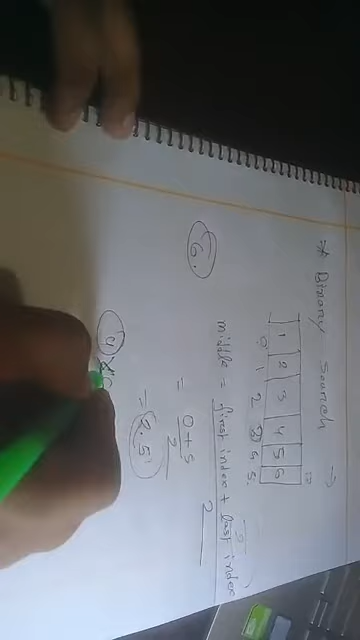 * Binary search →
1 2 3 4 5 6
0 1 2 3 4 5
6.
middle = first index + last index
2
= 0+5
2
= 2.5
4